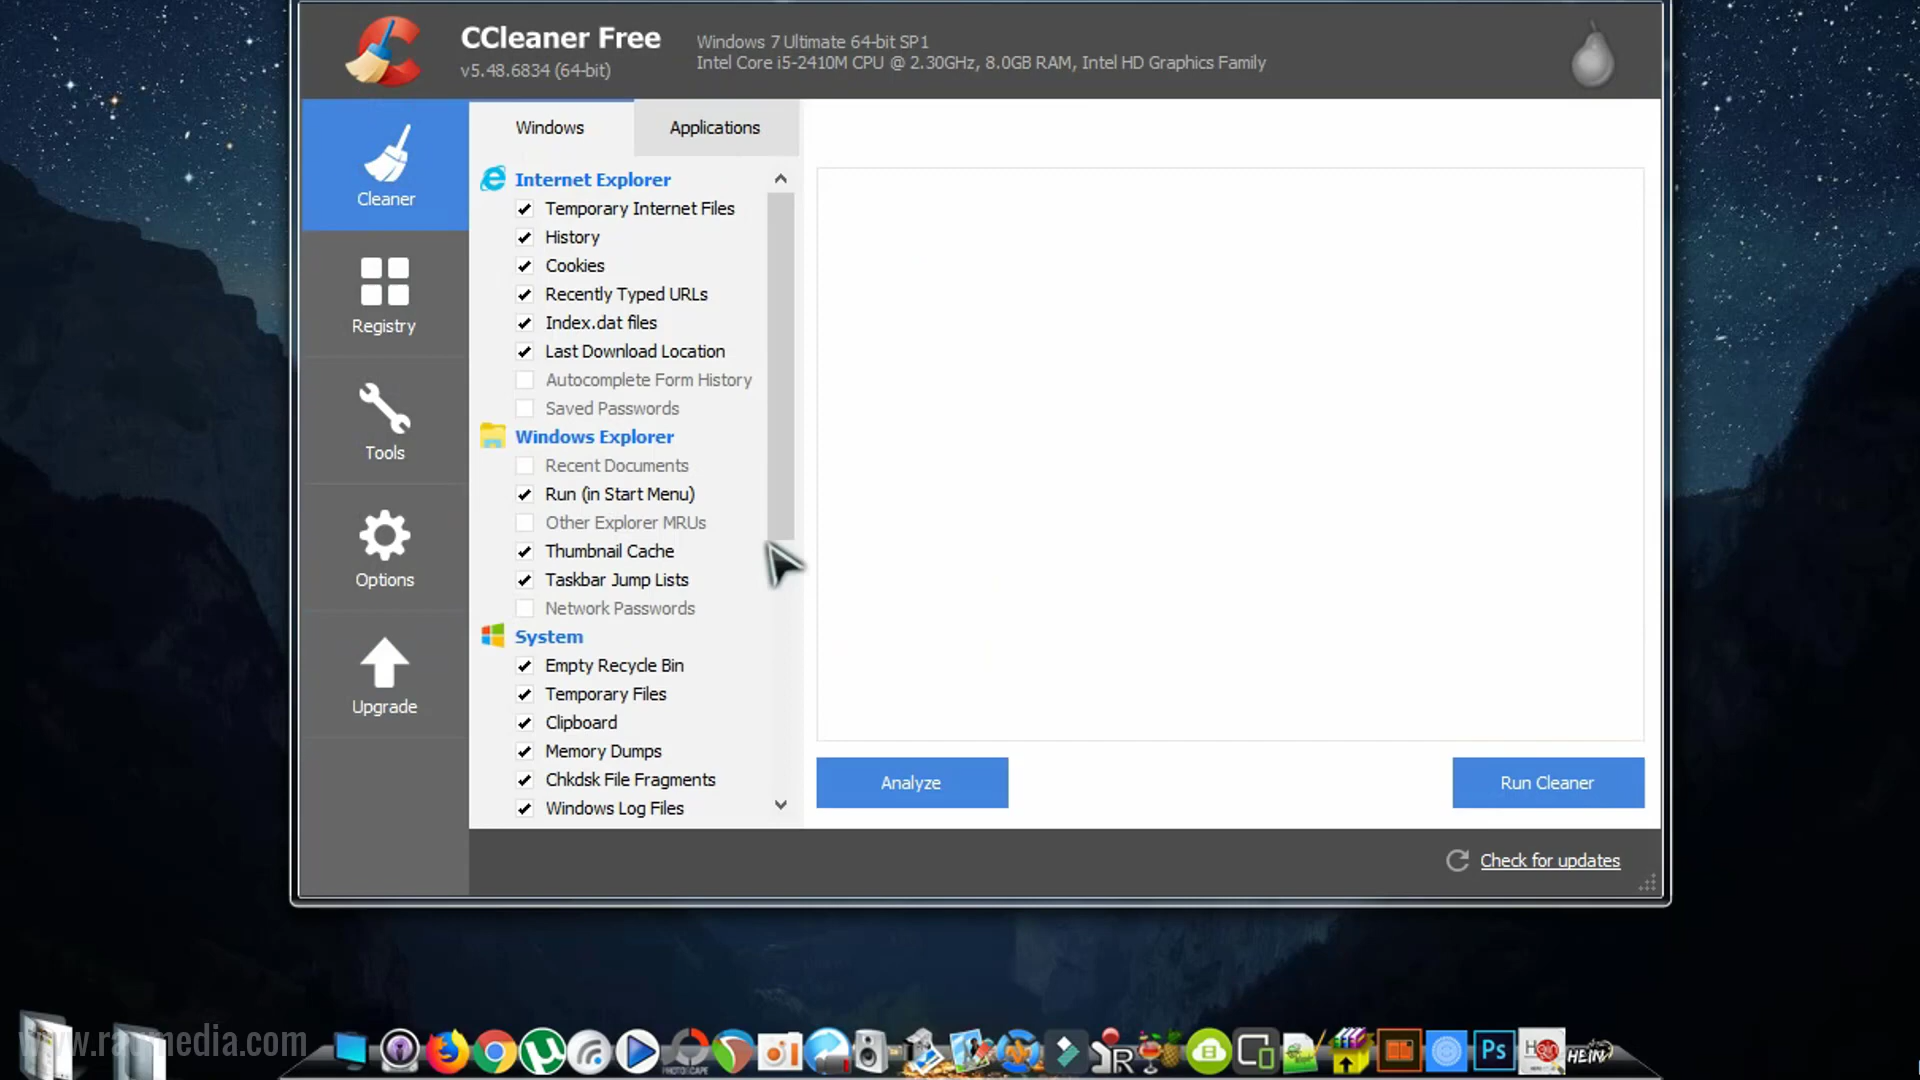 CCleaner Free
v5.48.6834 (64-bit)
Windows 7 Ultimate 64-bit SP1
Intel Core i5-2410M CPU @ 2.30GHz, 8.0GB RAM, Intel HD Graphics Family
Cleaner
Registry
Tools
Options
Upgrade
Windows
Applications
Internet Explorer
Temporary Internet Files
History
Cookies
Recently Typed URLs
Index.dat files
Last Download Location
Autocomplete Form History
Saved Passwords
Windows Explorer
Recent Documents
Run (in Start Menu)
Other Explorer MRUs
Thumbnail Cache
Taskbar Jump Lists
Network Passwords
System
Empty Recycle Bin
Temporary Files
Clipboard
Memory Dumps
Chkdsk File Fragments
Windows Log Files
Analyze
Run Cleaner
Check for updates
PHOTOSCAPE
R
Ps
HEIN